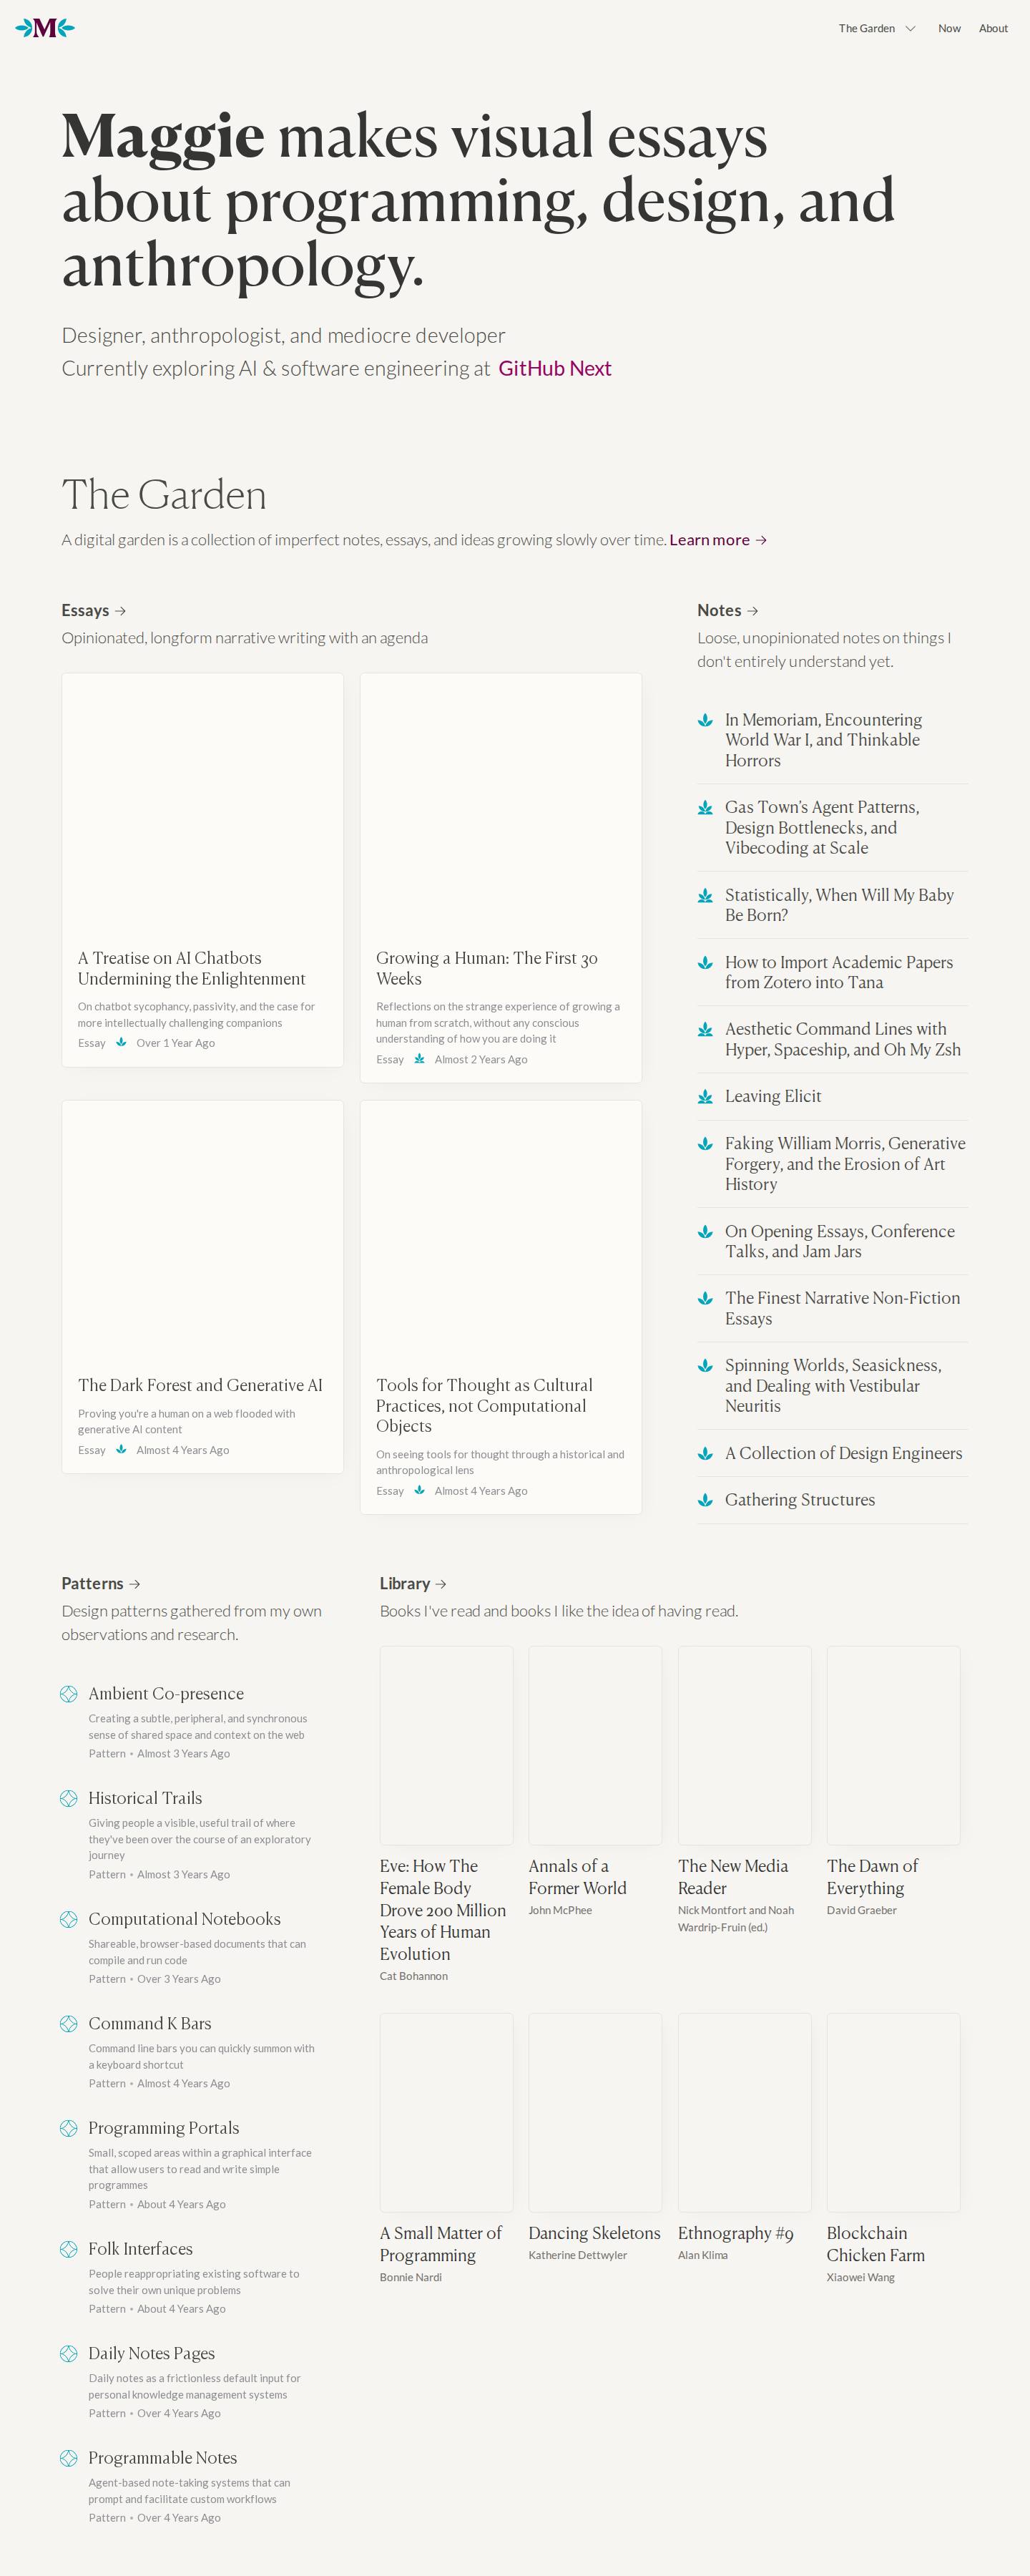 M
The Garden
Now
About
Maggie makes visual essays
about programming, design, and
anthropology.
Designer, anthropologist, and mediocre developer
Currently exploring AI & software engineering at GitHub Next
The Garden
A digital garden is a collection of imperfect notes, essays, and ideas growing slowly over time. Learn more →
Essays →
Opinionated, longform narrative writing with an agenda
A Treatise on AI Chatbots
Undermining the Enlightenment
On chatbot sycophancy, passivity, and the case for
more intellectually challenging companions
Essay Over 1 Year Ago
Growing a Human: The First 30
Weeks
Reflections on the strange experience of growing a
human from scratch, without any conscious
understanding of how you are doing it
Essay Almost 2 Years Ago
The Dark Forest and Generative AI
Proving you're a human on a web flooded with
generative AI content
Essay Almost 4 Years Ago
Tools for Thought as Cultural
Practices, not Computational
Objects
On seeing tools for thought through a historical and
anthropological lens
Essay Almost 4 Years Ago
Notes →
Loose, unopinionated notes on things I
don't entirely understand yet.
In Memoriam, Encountering
World War I, and Thinkable
Horrors
Gas Town’s Agent Patterns,
Design Bottlenecks, and
Vibecoding at Scale
Statistically, When Will My Baby
Be Born?
How to Import Academic Papers
from Zotero into Tana
Aesthetic Command Lines with
Hyper, Spaceship, and Oh My Zsh
Leaving Elicit
Faking William Morris, Generative
Forgery, and the Erosion of Art
History
On Opening Essays, Conference
Talks, and Jam Jars
The Finest Narrative Non-Fiction
Essays
Spinning Worlds, Seasickness,
and Dealing with Vestibular
Neuritis
A Collection of Design Engineers
Gathering Structures
Patterns →
Design patterns gathered from my own
observations and research.
Ambient Co-presence
Creating a subtle, peripheral, and synchronous
sense of shared space and context on the web
Pattern • Almost 3 Years Ago
Historical Trails
Giving people a visible, useful trail of where
they've been over the course of an exploratory
journey
Pattern • Almost 3 Years Ago
Computational Notebooks
Shareable, browser-based documents that can
compile and run code
Pattern • Over 3 Years Ago
Command K Bars
Command line bars you can quickly summon with
a keyboard shortcut
Pattern • Almost 4 Years Ago
Programming Portals
Small, scoped areas within a graphical interface
that allow users to read and write simple
programmes
Pattern • About 4 Years Ago
Folk Interfaces
People reappropriating existing software to
solve their own unique problems
Pattern • About 4 Years Ago
Daily Notes Pages
Daily notes as a frictionless default input for
personal knowledge management systems
Pattern • Over 4 Years Ago
Programmable Notes
Agent-based note-taking systems that can
prompt and facilitate custom workflows
Pattern • Over 4 Years Ago
Library →
Books I've read and books I like the idea of having read.
Eve: How The
Female Body
Drove 200 Million
Years of Human
Evolution
Cat Bohannon
Annals of a
Former World
John McPhee
The New Media
Reader
Nick Montfort and Noah
Wardrip-Fruin (ed.)
The Dawn of
Everything
David Graeber
A Small Matter of
Programming
Bonnie Nardi
Dancing Skeletons
Katherine Dettwyler
Ethnography #9
Alan Klima
Blockchain
Chicken Farm
Xiaowei Wang